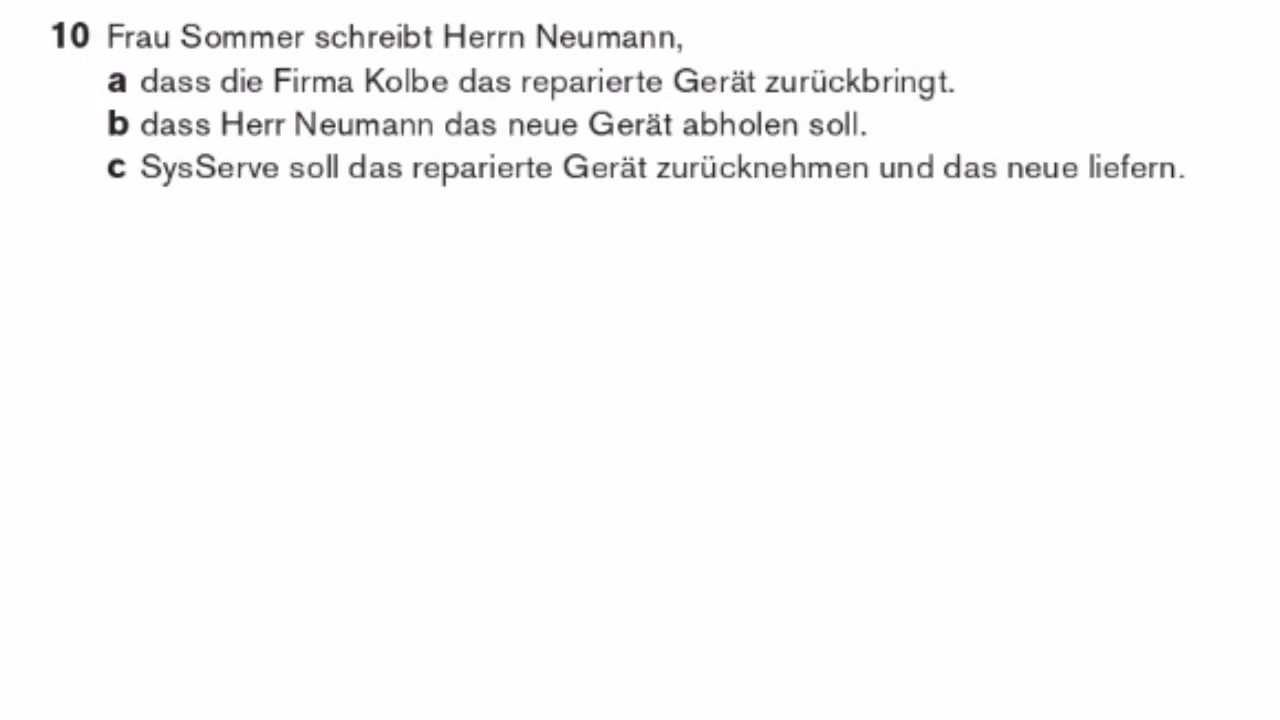 10 Frau Sommer schreibt Herrn Neumann,
a dass die Firma Kolbe das reparierte Gerät zurückbringt.
b dass Herr Neumann das neue Gerät abholen soll.
c SysServe soll das reparierte Gerät zurücknehmen und das neue liefern.